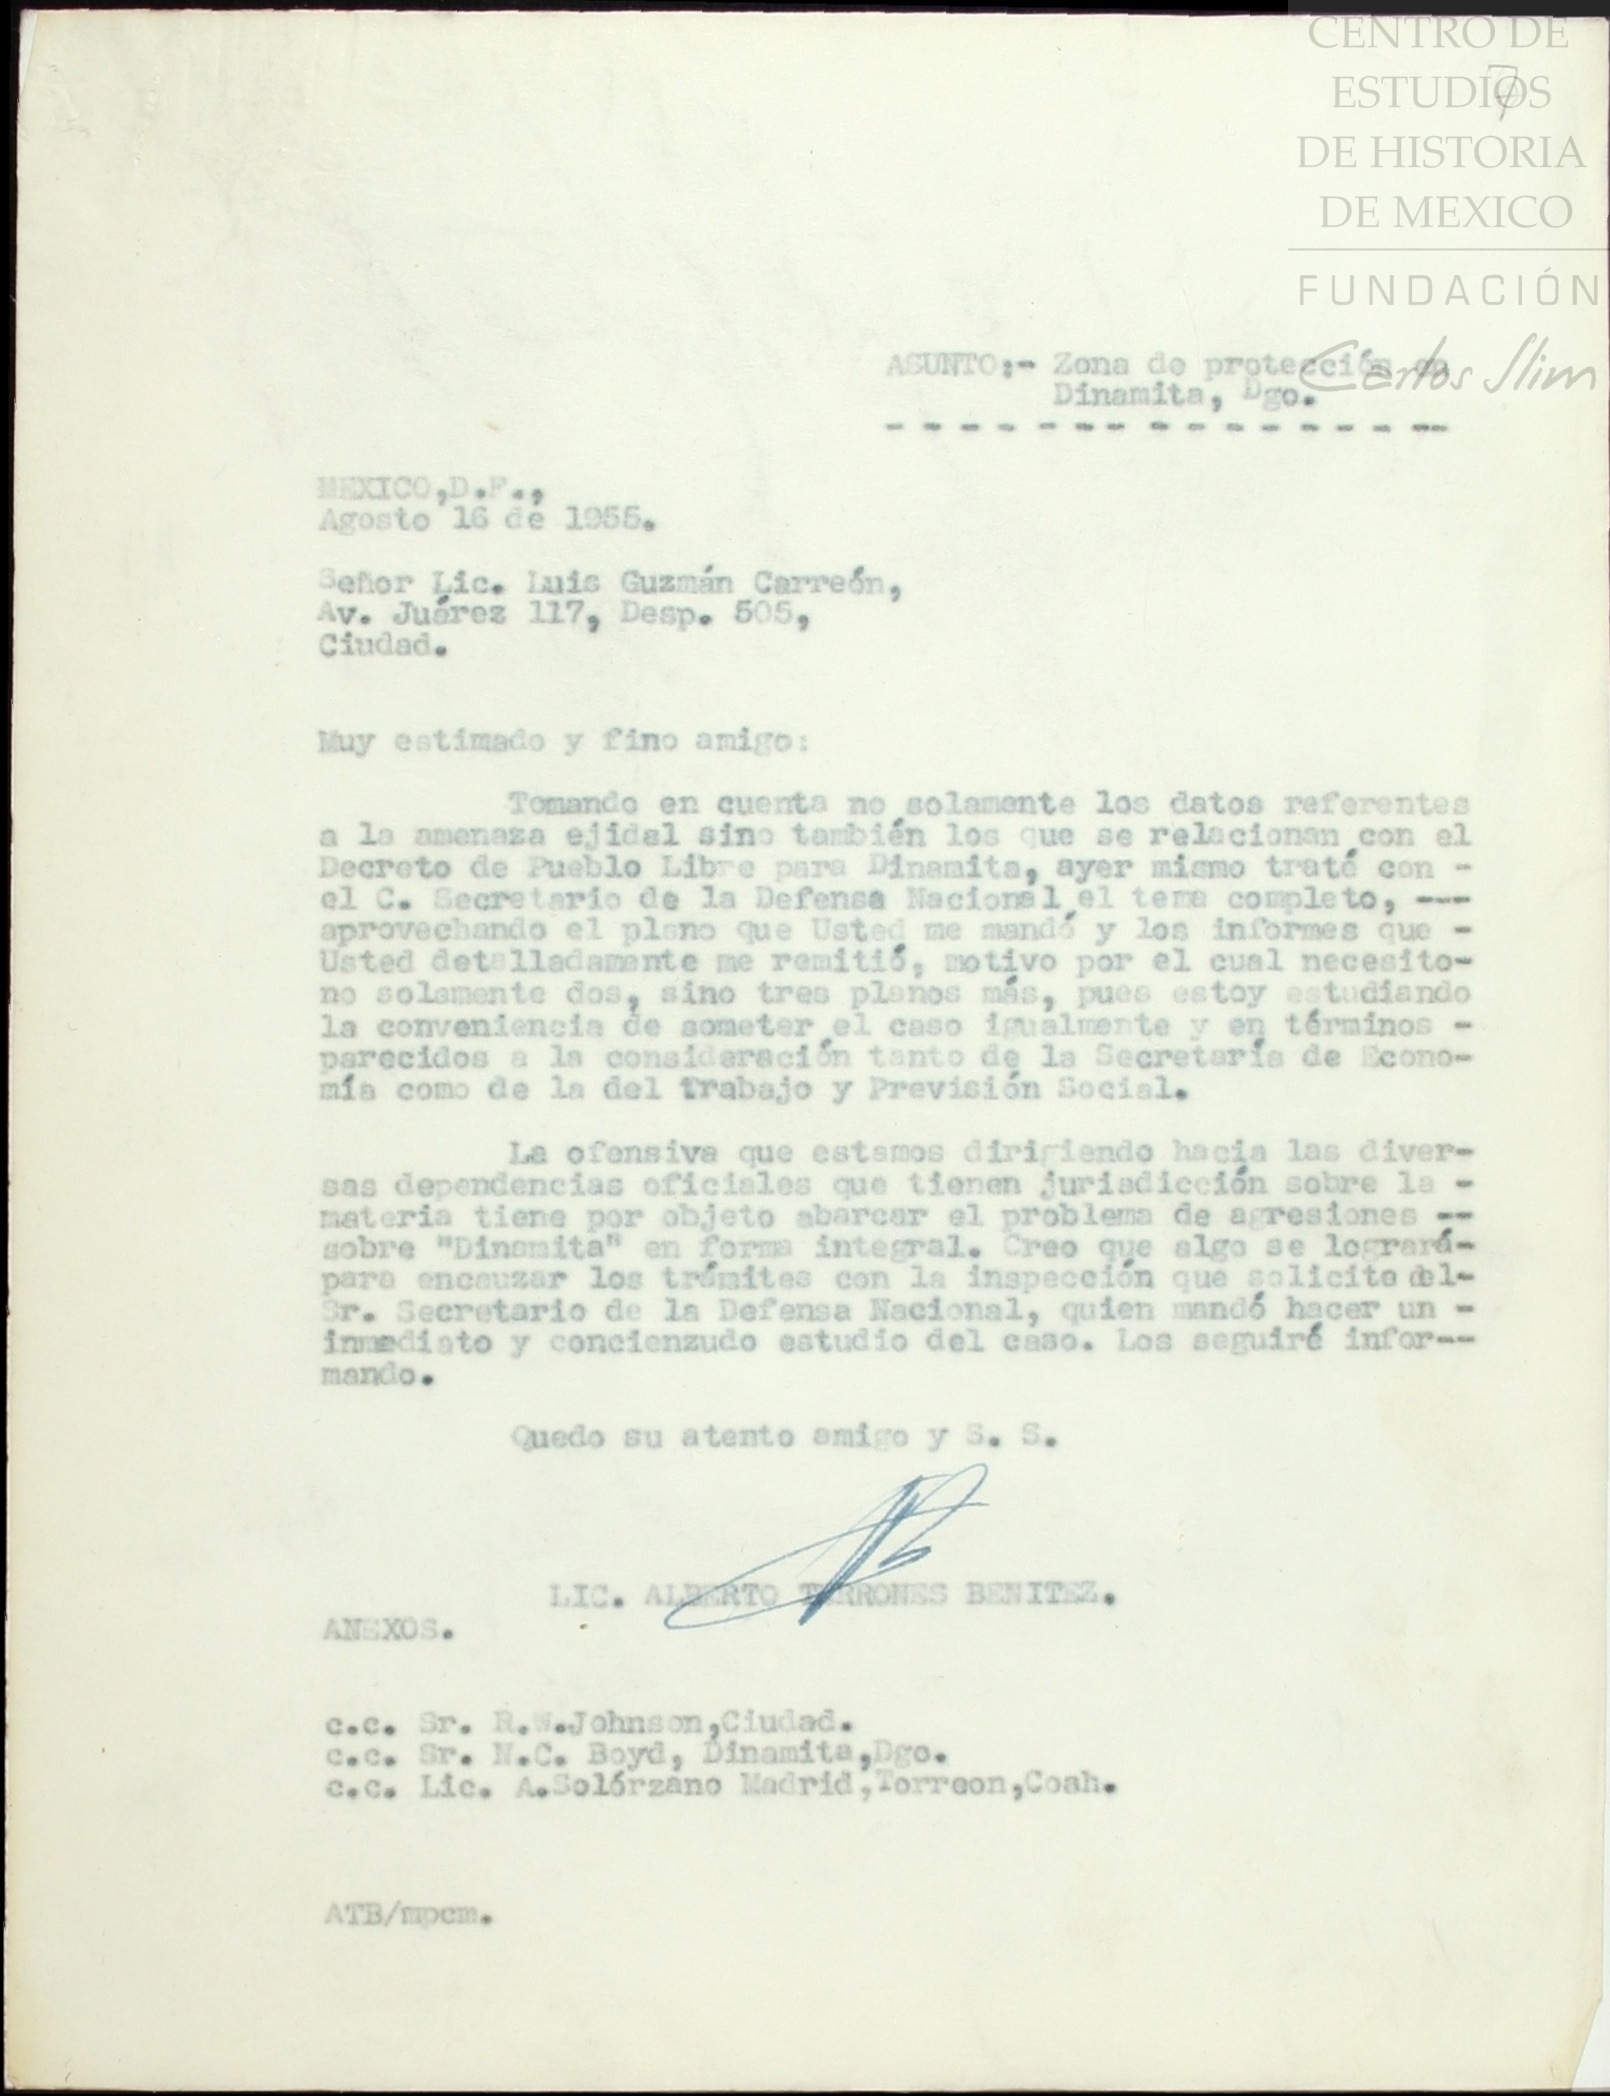 CENTRO DE
ESTUDIOS
DE HISTORIA
DE MEXICO
FUNDACIÓN
Carlos Slim
7
ASUNTO:- Zona de protección en
Dinamita, Dgo.
- - - - - - - - - - - - - - - -
MEXICO,D.F.,
Agosto 16 de 1955.
Señor Lic. Luis Guzmán Carreón,
Av. Juárez 117, Desp. 505,
Ciudad.
Muy estimado y fino amigo:
Tomando en cuenta no solamente los datos referentes
a la amenaza ejidal sino también los que se relacionan con el
Decreto de Pueblo Libre para Dinamita, ayer mismo traté con -
el C. Secretario de la Defensa Nacional el tema completo, ---
aprovechando el plano que Usted me mandó y los informes que -
Usted detalladamente me remitió, motivo por el cual necesito-
no solamente dos, sino tres planos más, pues estoy estudiando
la conveniencia de someter el caso igualmente y en términos -
parecidos a la consideración tanto de la Secretaría de Econo-
mía como de la del Trabajo y Previsión Social.
La ofensiva que estamos dirigiendo hacia las diver-
sas dependencias oficiales que tienen jurisdicción sobre la -
materia tiene por objeto abarcar el problema de agresiones --
sobre "Dinamita" en forma integral. Creo que algo se logrará-
para encauzar los trámites con la inspección que solicite del-
Sr. Secretario de la Defensa Nacional, quien mandó hacer un -
inmediato y concienzudo estudio del caso. Los seguiré infor--
mando.
Quedo su atento amigo y S. S.
LIC. ALBERTO TERRONES BENITEZ.
ANEXOS.
c.c. Sr. R.W.Johnson,Ciudad.
c.c. Sr. N.C. Boyd, Dinamita,Dgo.
c.c. Lic. A.Solórzano Madrid,Torreon,Coah.
ATB/mpcm.